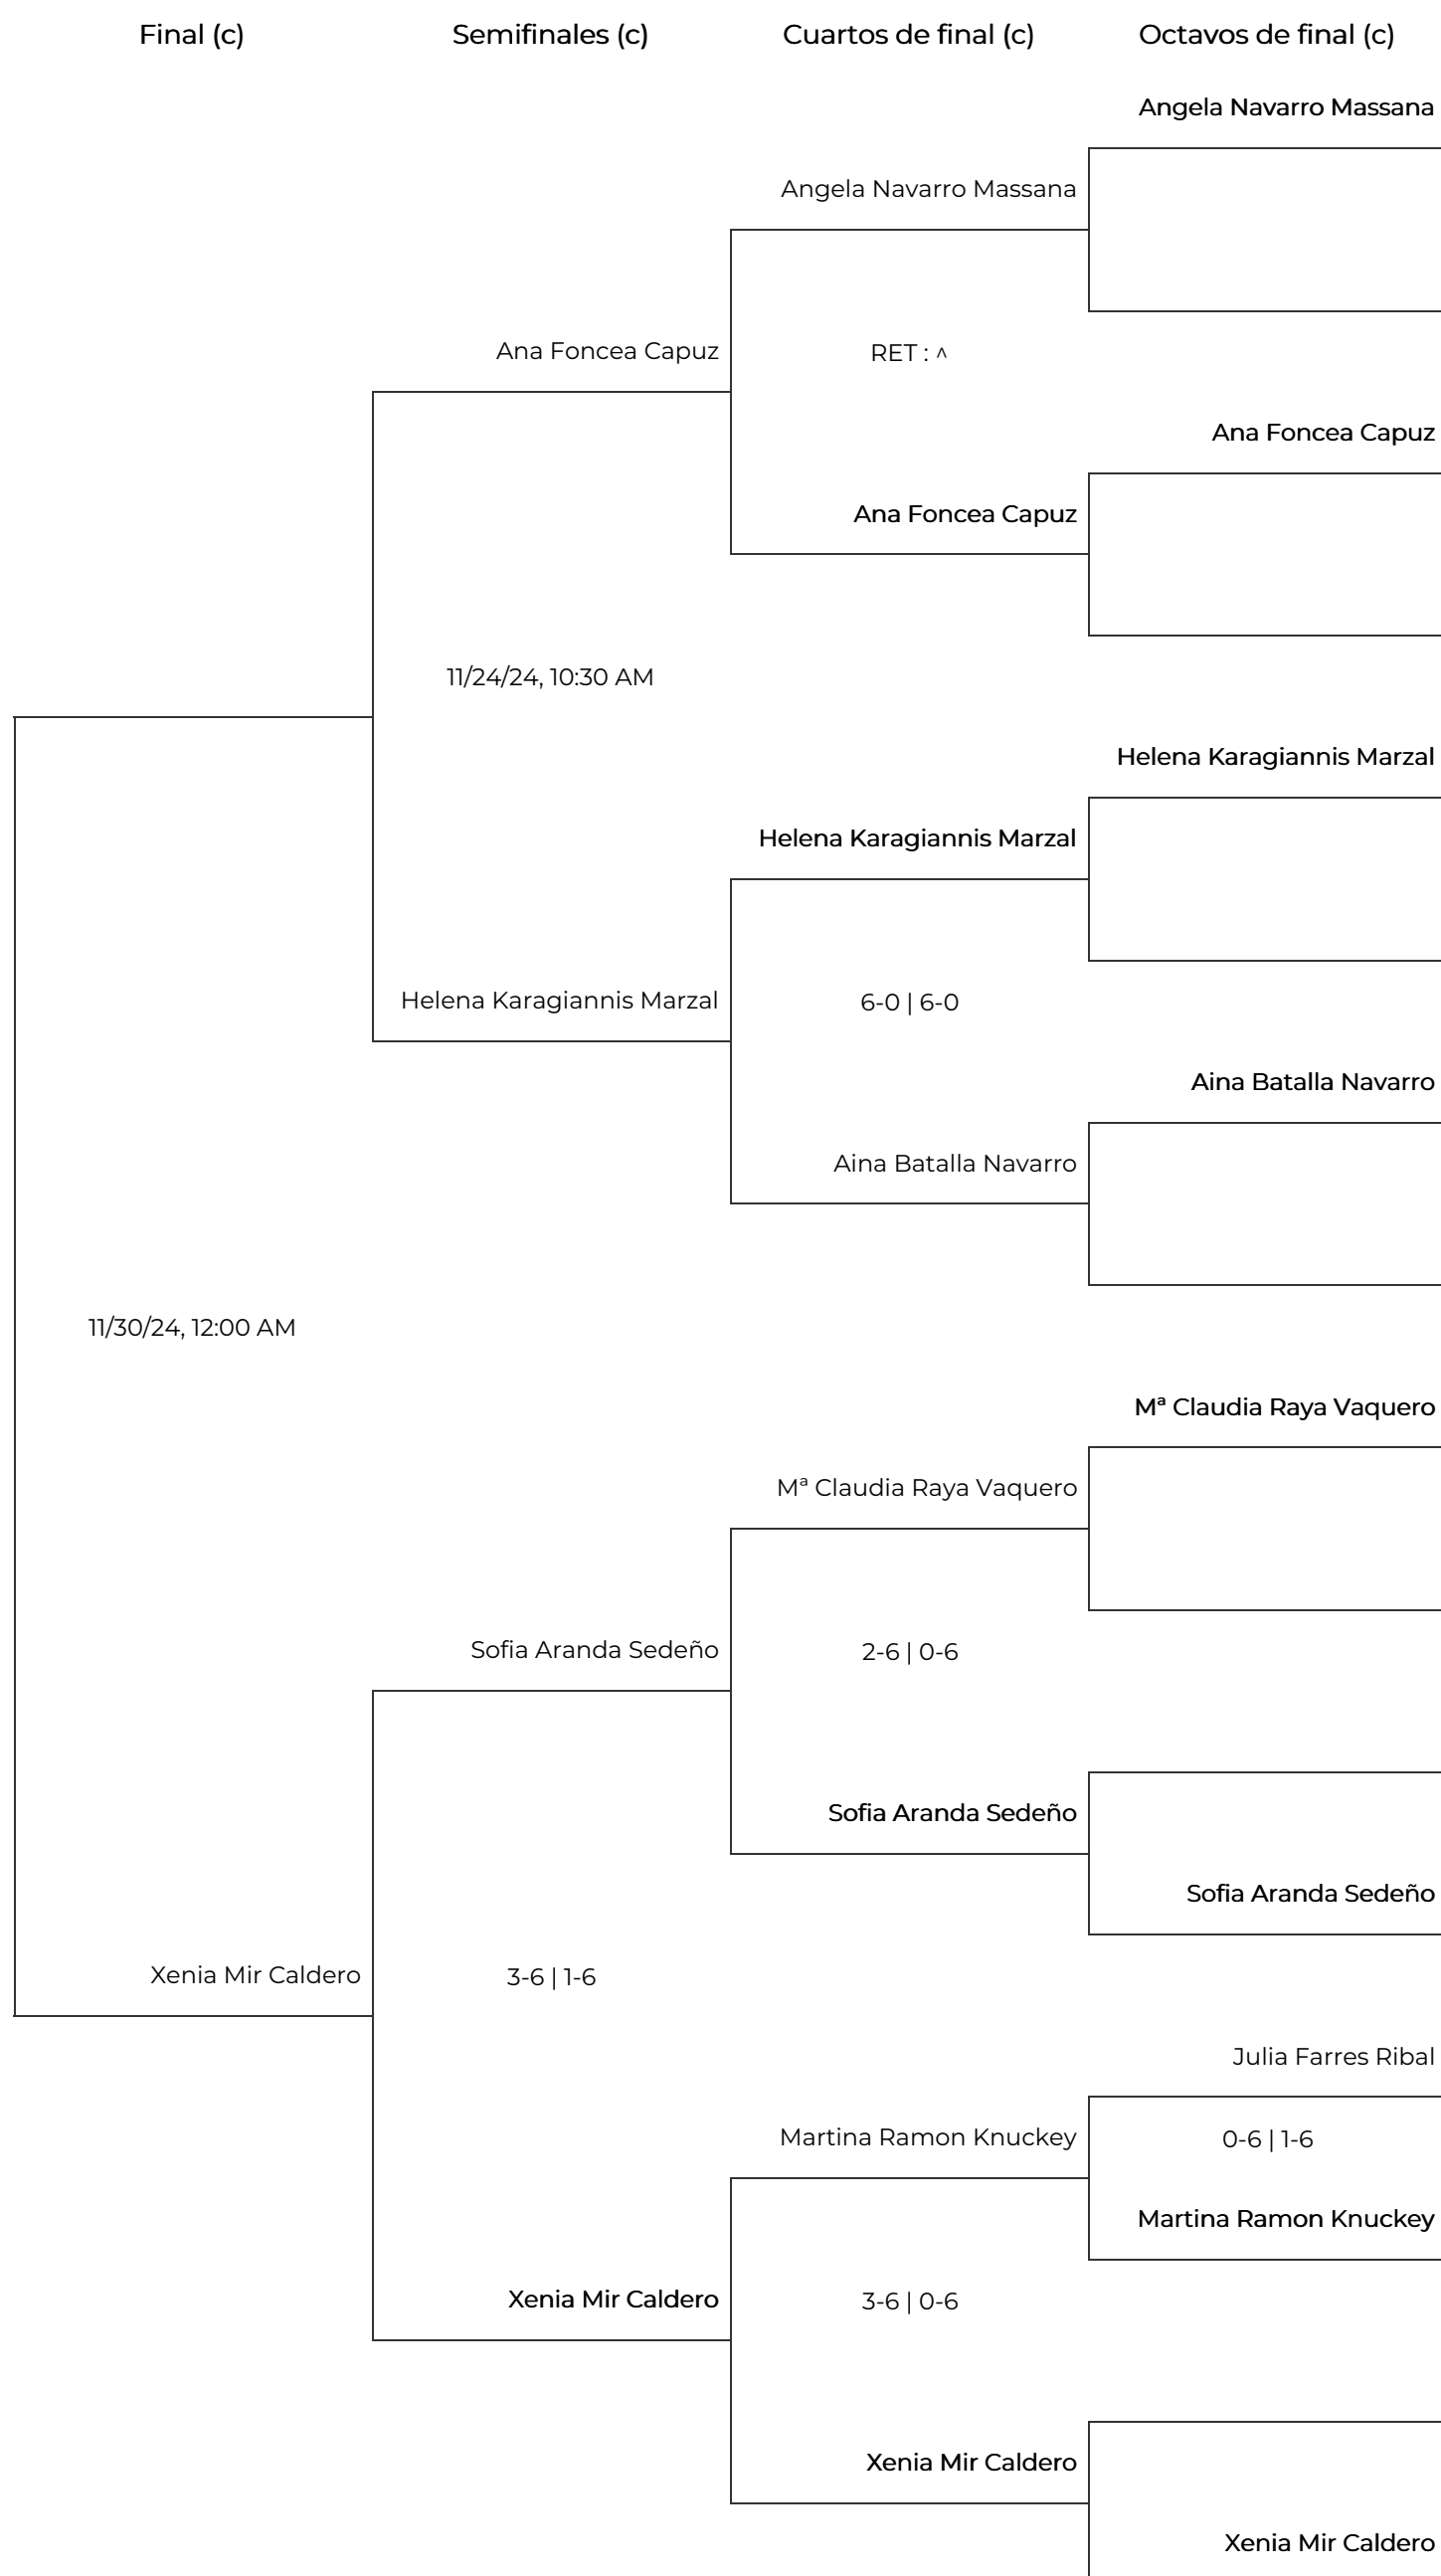 Final (c)
Semifinales (c)
Cuartos de final (c)
Octavos de final (c)
Angela Navarro Massana
Angela Navarro Massana
Ana Foncea Capuz
RET : ^
Ana Foncea Capuz
Ana Foncea Capuz
11/24/24, 10:30 AM
Helena Karagiannis Marzal
Helena Karagiannis Marzal
Helena Karagiannis Marzal
6-0 | 6-0
Aina Batalla Navarro
Aina Batalla Navarro
11/30/24, 12:00 AM
Mª Claudia Raya Vaquero
Mª Claudia Raya Vaquero
Sofia Aranda Sedeño
2-6 | 0-6
Sofia Aranda Sedeño
Sofia Aranda Sedeño
Xenia Mir Caldero
3-6 | 1-6
Julia Farres Ribal
Martina Ramon Knuckey
0-6 | 1-6
Martina Ramon Knuckey
Xenia Mir Caldero
3-6 | 0-6
Xenia Mir Caldero
Xenia Mir Caldero